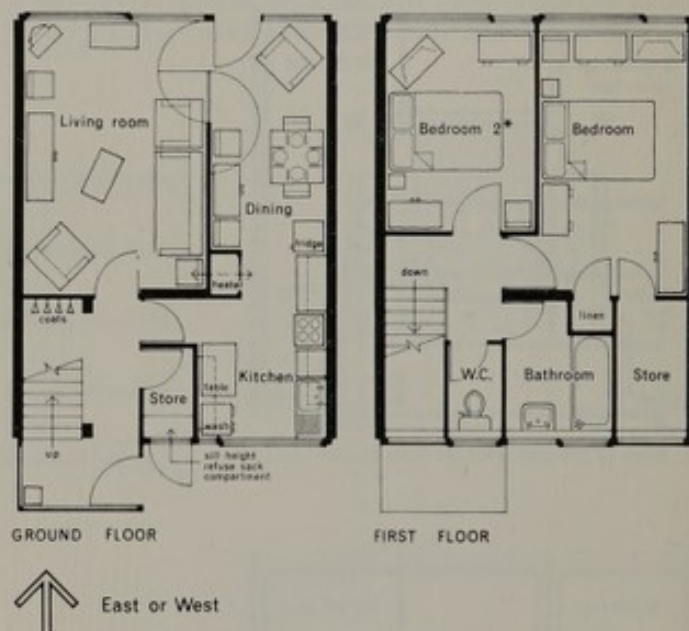 Living room
Dining
fridge
heater
coats
Kitchen
table
Store
wash
up
sill height
refuse sack
compartment
GROUND FLOOR
Bedroom 2*
Bedroom
down
linen
W.C.
Bathroom
Store
FIRST FLOOR
East or West